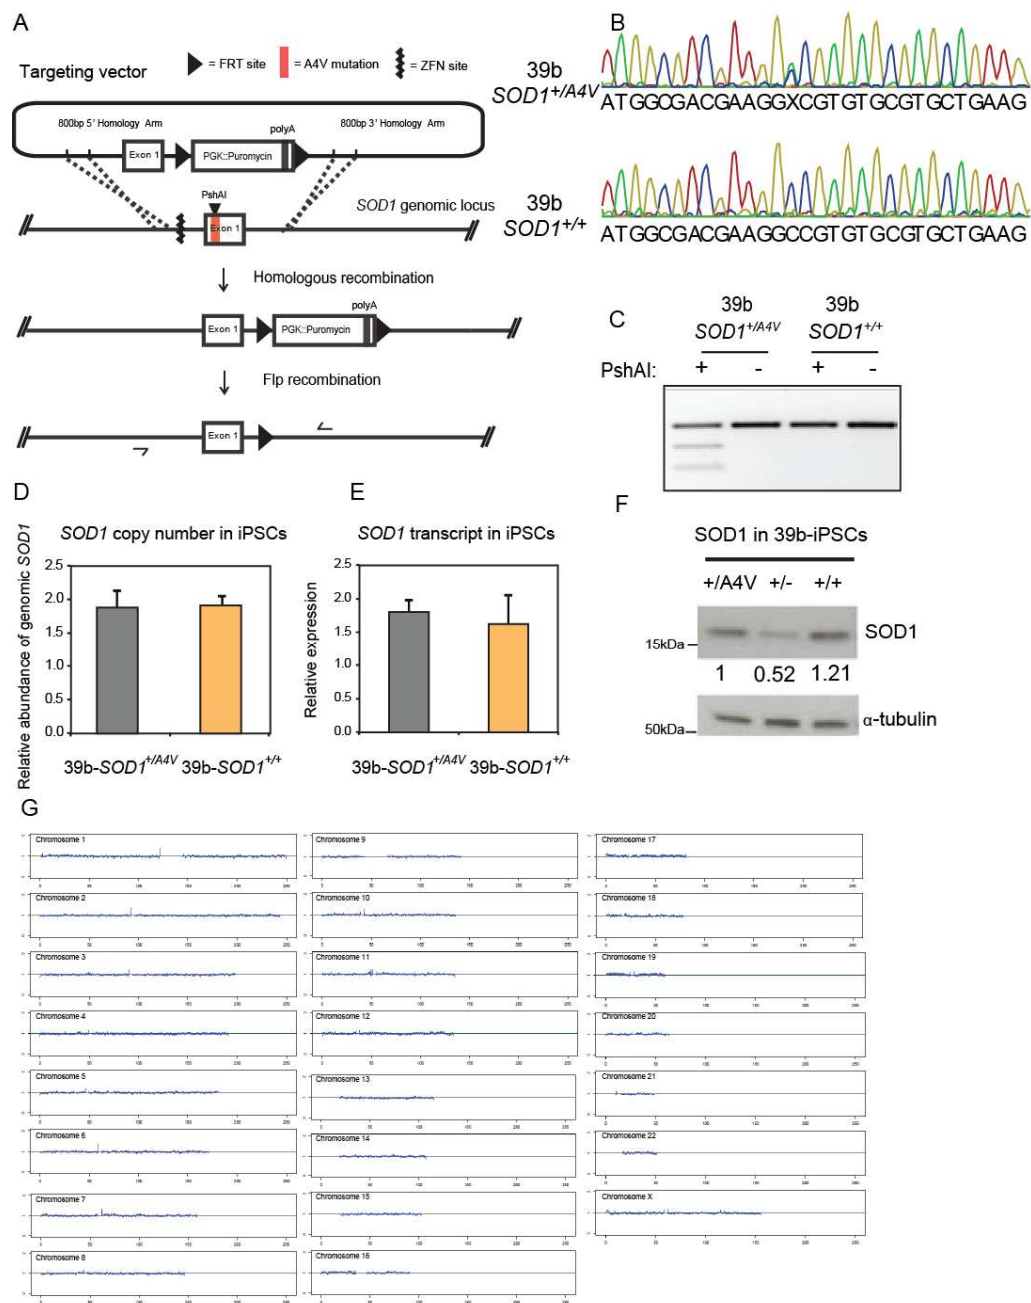 A
Targeting vector
= FRT site
= A4V mutation
= ZFN site
800bp 5' Homology Arm
polyA
800bp 3' Homology Arm
Exon 1
PGK::Puromycin
PshAI
SOD1 genomic locus
Exon 1
Homologous recombination
polyA
Exon 1
PGK::Puromycin
Flp recombination
Exon 1
B
39b
SOD1+/A4V
ATGGCGACGAAGGXCGTGTGCGTGCTGAAG
39b
SOD1+/+
ATGGCGACGAAGGCCGTGTGCGTGCTGAAG
C
39b
SOD1+/A4V
39b
SOD1+/+
PshAI:
+ - + -
D
SOD1 copy number in iPSCs
Relative abundance of genomic SOD1
2.5
2.0
1.5
1.0
0.5
0.0
39b-SOD1+/A4V 39b-SOD1+/+
E
SOD1 transcript in iPSCs
Relative expression
2.5
2.0
1.5
1.0
0.5
0.0
39b-SOD1+/A4V 39b-SOD1+/+
F
SOD1 in 39b-iPSCs
+/A4V +/- +/+
SOD1
15kDa
1 0.52 1.21
α-tubulin
50kDa
G
Chromosome 1
Chromosome 2
Chromosome 3
Chromosome 4
Chromosome 5
Chromosome 6
Chromosome 7
Chromosome 8
Chromosome 9
Chromosome 10
Chromosome 11
Chromosome 12
Chromosome 13
Chromosome 14
Chromosome 15
Chromosome 16
Chromosome 17
Chromosome 18
Chromosome 19
Chromosome 20
Chromosome 21
Chromosome 22
Chromosome X